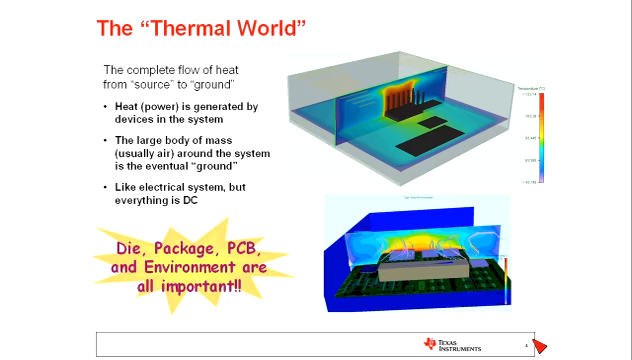 The “Thermal World”
The complete flow of heat
from “source” to “ground”
• Heat (power) is generated by
devices in the system
• The large body of mass
(usually air) around the system
is the eventual “ground”
• Like electrical system, but
everything is DC
Die, Package, PCB,
and Environment are
all important!!
Temperature (°C)
TEXAS
INSTRUMENTS
4